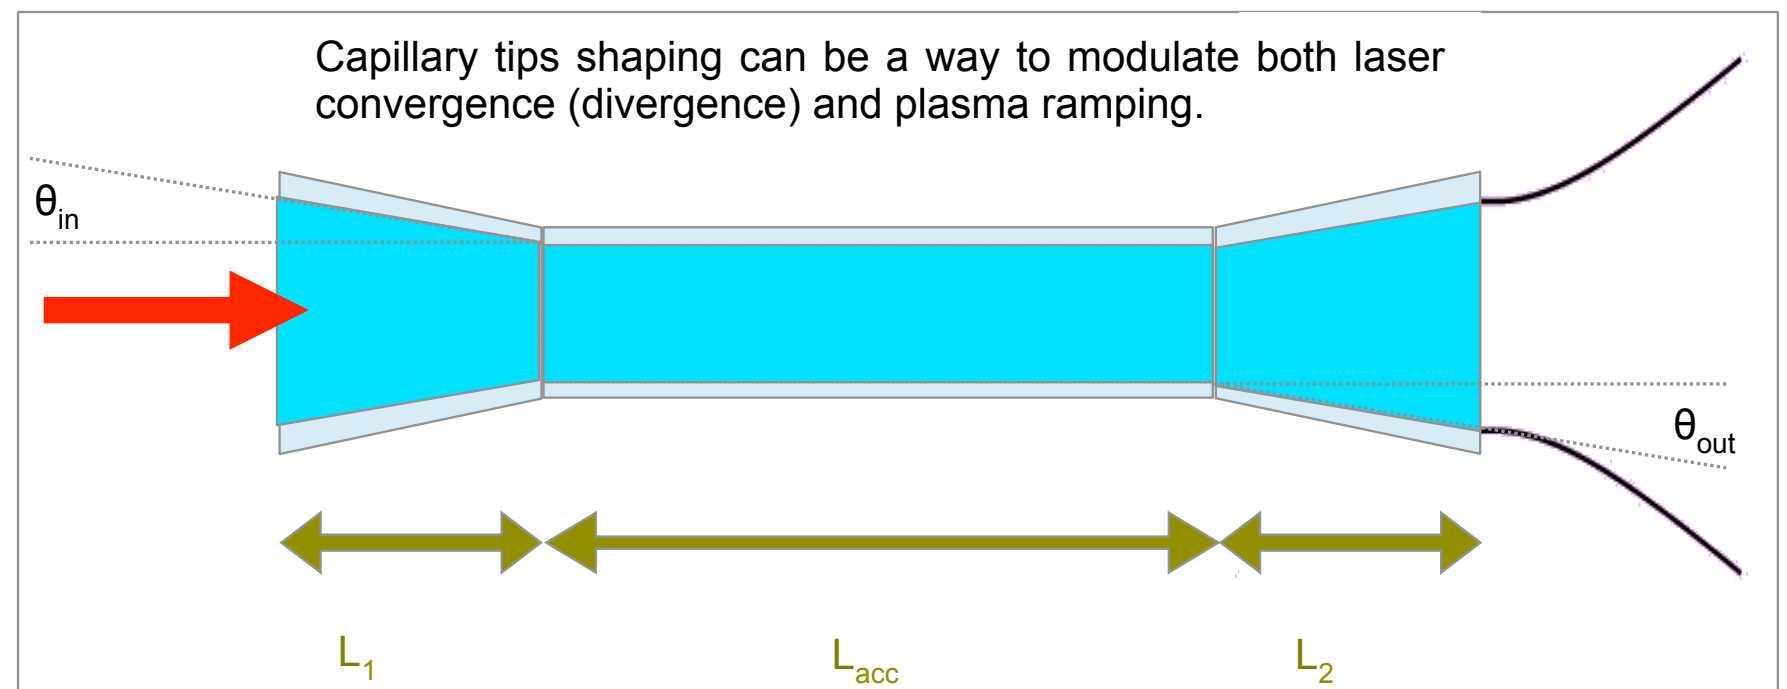 Capillary tips shaping can be a way to modulate both laser
convergence (divergence) and plasma ramping.
θin
θout
L1
Lacc
L2